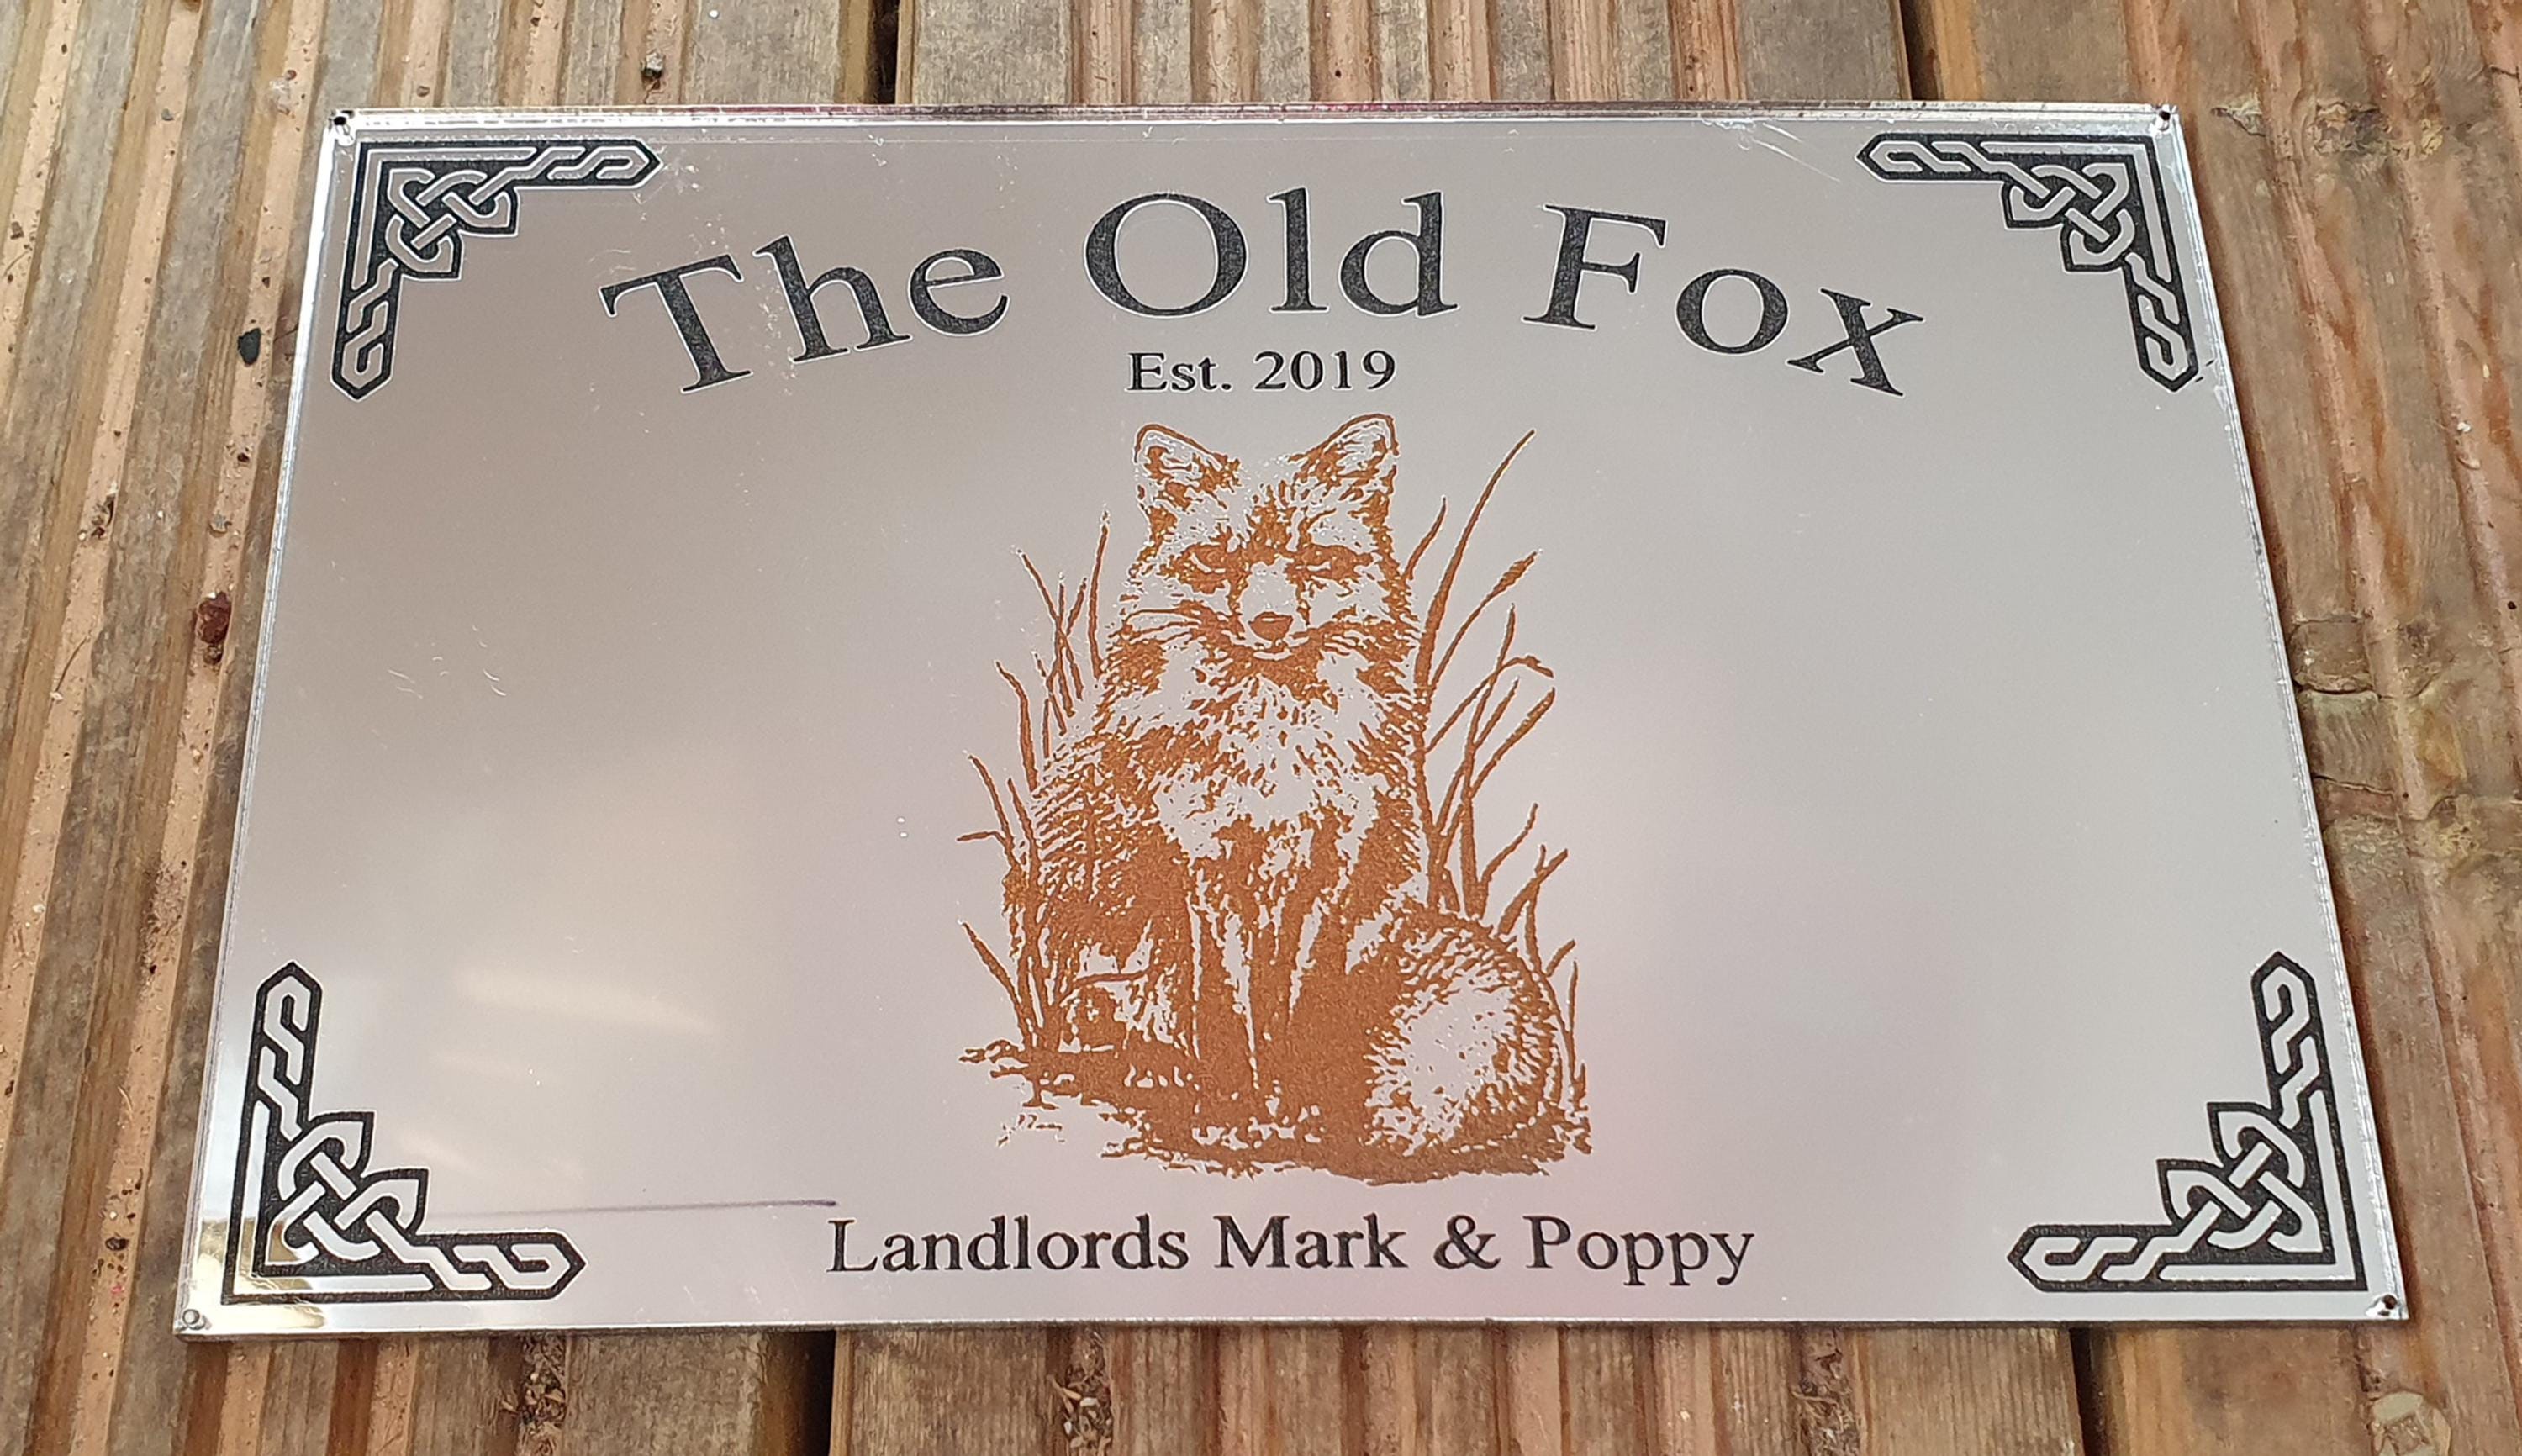 The Old Fox
Est. 2019
Landlords Mark & Poppy